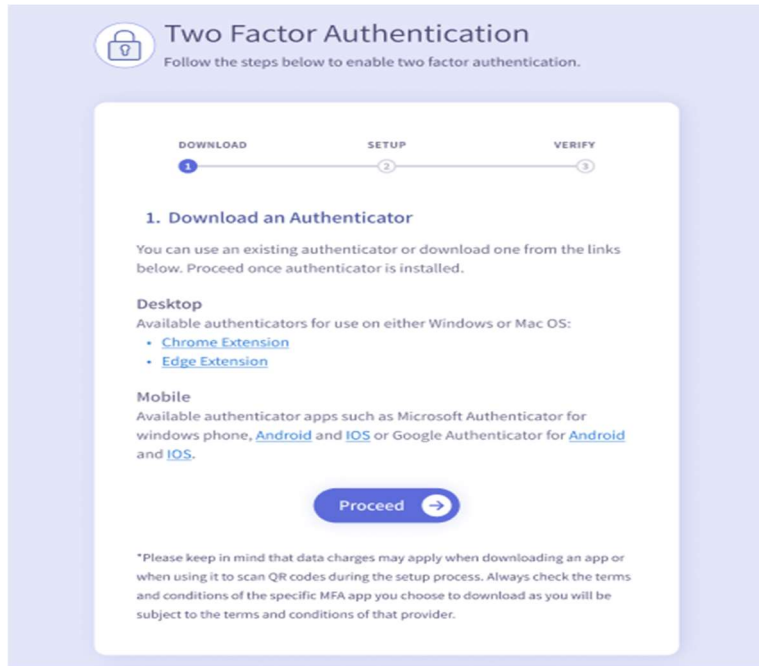 Two Factor Authentication
Follow the steps below to enable two factor authentication.
DOWNLOAD SETUP VERIFY
1 2 3
1. Download an Authenticator
You can use an existing authenticator or download one from the links
below. Proceed once authenticator is installed.
Desktop
Available authenticators for use on either Windows or Mac OS:
• Chrome Extension
• Edge Extension
Mobile
Available authenticator apps such as Microsoft Authenticator for
windows phone, Android and IOS or Google Authenticator for Android
and IOS.
Proceed
*Please keep in mind that data charges may apply when downloading an app or
when using it to scan QR codes during the setup process. Always check the terms
and conditions of the specific MFA app you choose to download as you will be
subject to the terms and conditions of that provider.